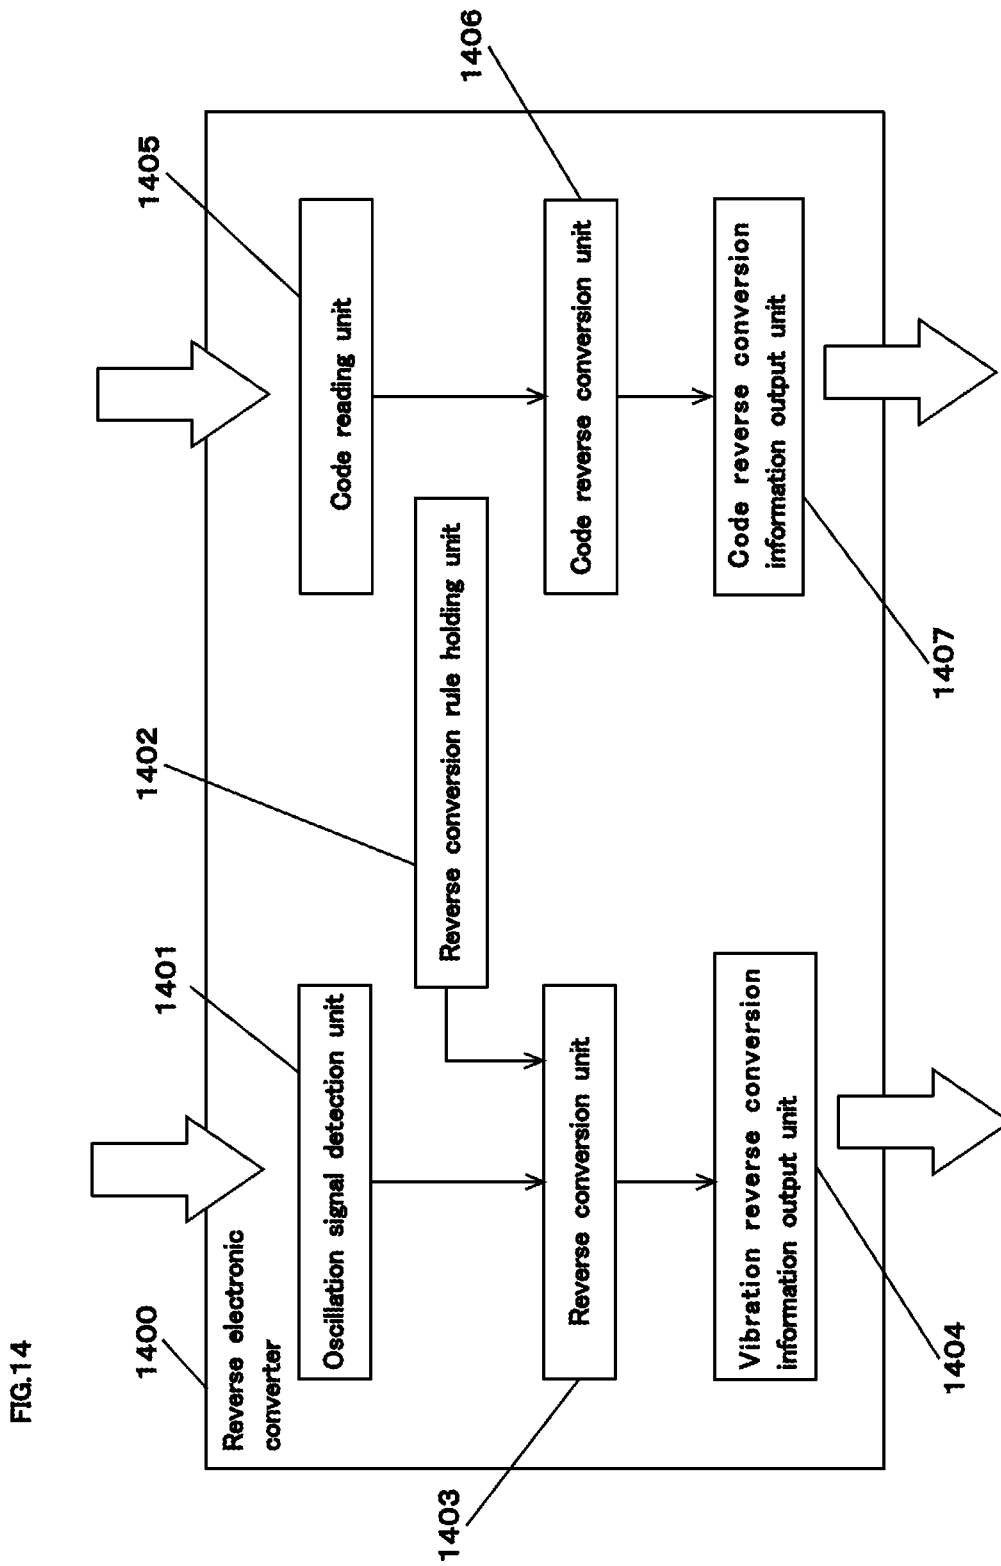 FIG.14
1400
Reverse electronic
converter
1401
Oscillation signal detection unit
1402
Reverse conversion rule holding unit
1403
Reverse conversion unit
Vibration reverse conversion
information output unit
1404
1405
Code reading unit
1406
Code reverse conversion unit
Code reverse conversion
information output unit
1407